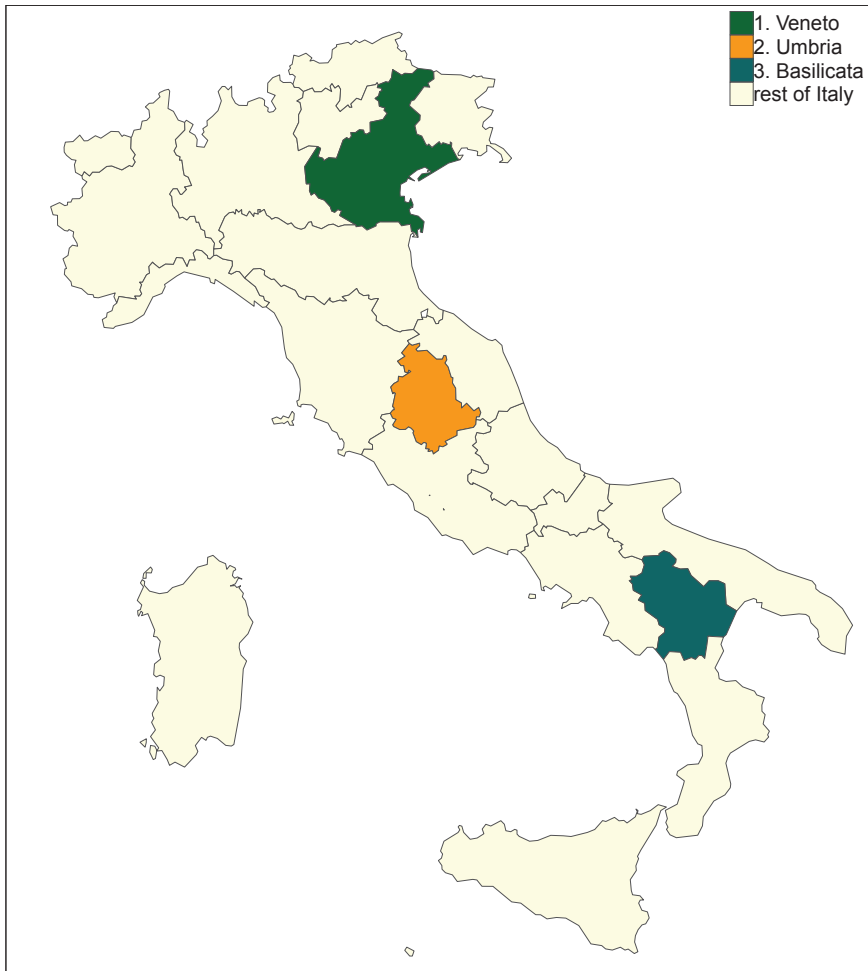 1. Veneto
2. Umbria
3. Basilicata
rest of Italy